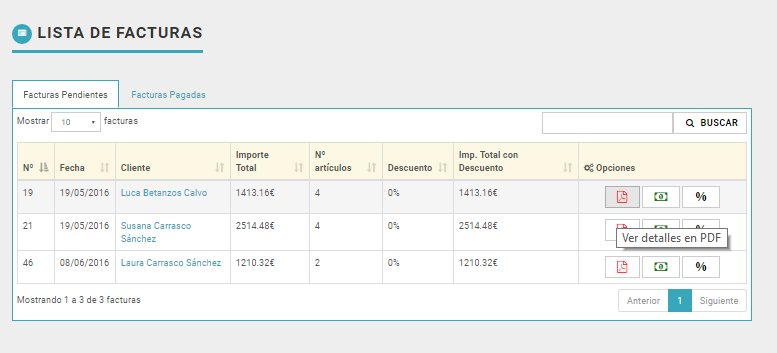 LISTA DE FACTURAS
Facturas Pendientes Facturas Pagadas
Mostrar 10 facturas BUSCAR
Nº Fecha Cliente Importe Total Nº artículos Descuento Imp. Total con Descuento Opciones
19 19/05/2016 Luca Betanzos Calvo 1413.16€ 4 0% 1413.16€ %
21 19/05/2016 Susana Carrasco Sánchez 2514.48€ 4 0% 2514.48€ %
Ver detalles en PDF
46 08/06/2016 Laura Carrasco Sánchez 1210.32€ 2 0% 1210.32€ %
Mostrando 1 a 3 de 3 facturas Anterior 1 Siguiente